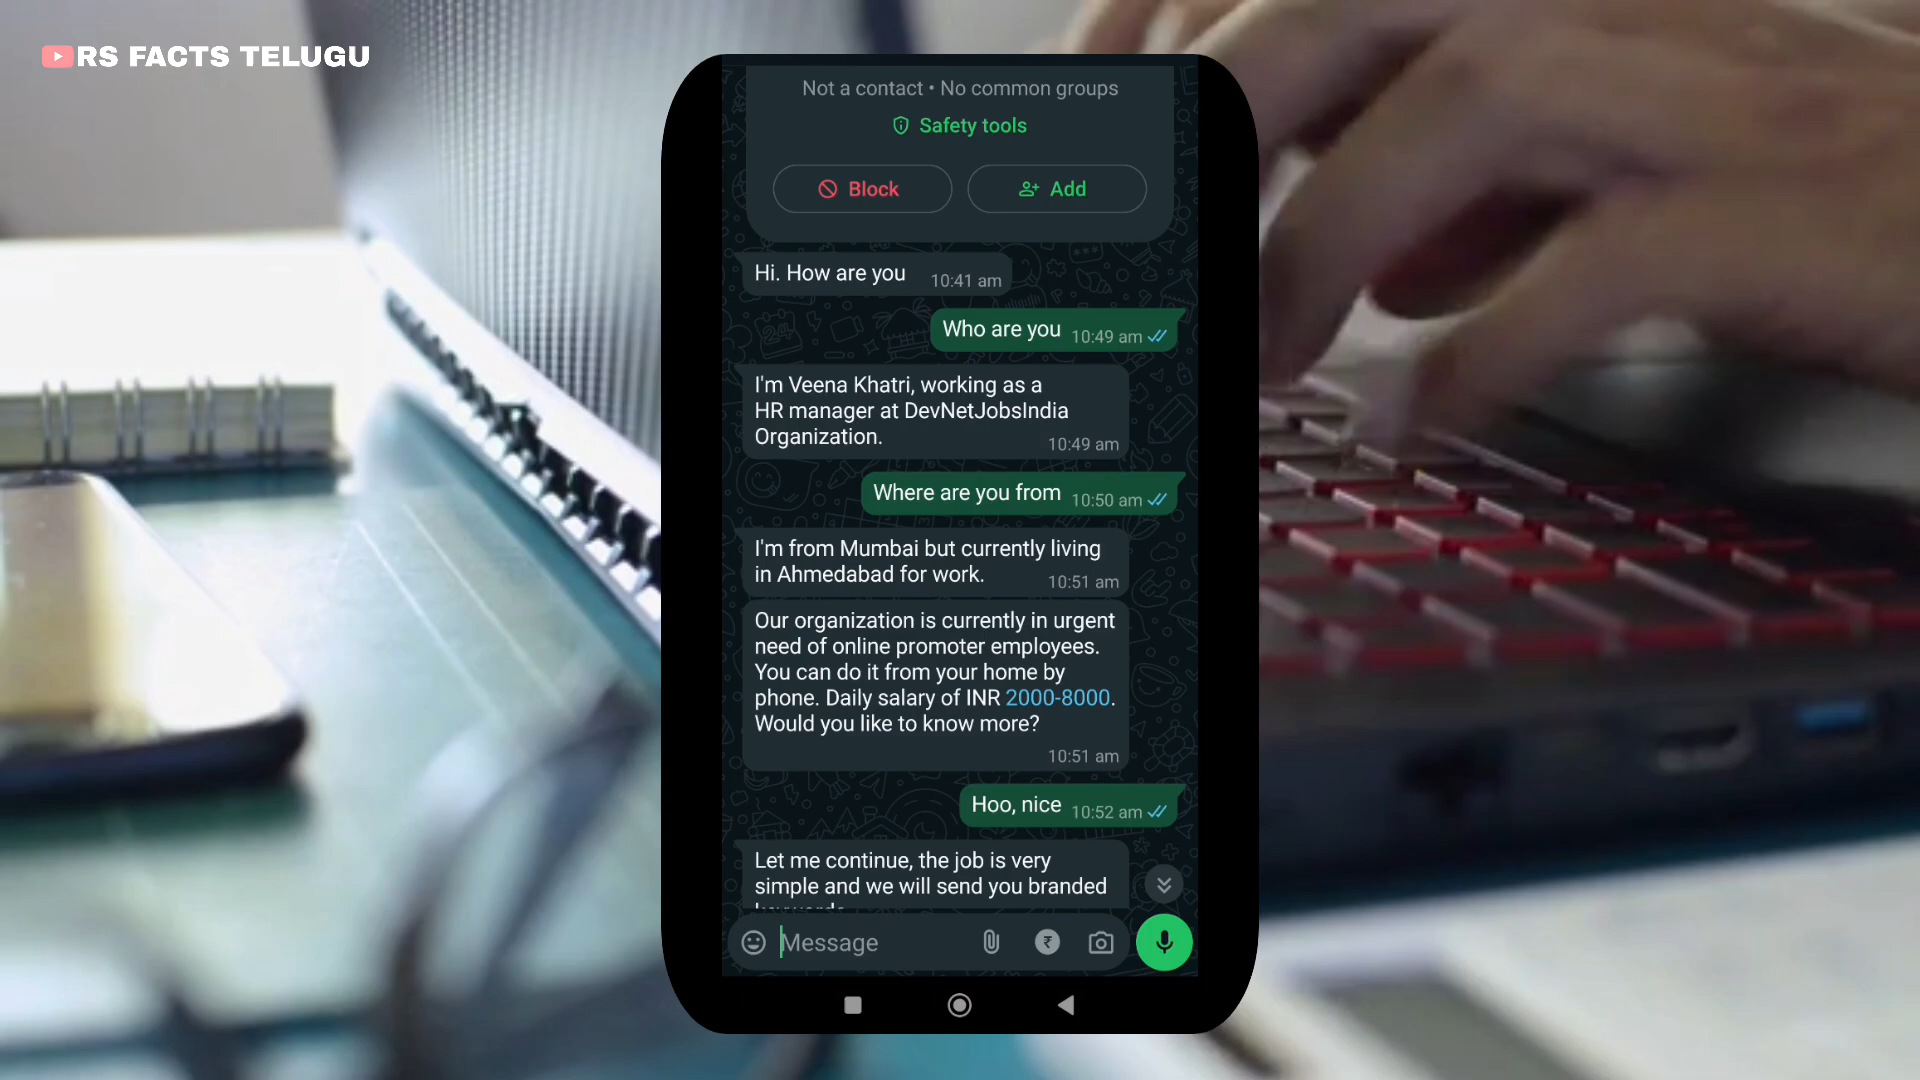 RS FACTS TELUGU
Not a contact • No common groups
Safety tools
Block
Add
Hi. How are you 10:41 am
Who are you 10:49 am
I'm Veena Khatri, working as a
HR manager at DevNetJobsIndia
Organization. 10:49 am
Where are you from 10:50 am
I'm from Mumbai but currently living
in Ahmedabad for work. 10:51 am
Our organization is currently in urgent
need of online promoter employees.
You can do it from your home by
phone. Daily salary of INR 2000-8000.
Would you like to know more?
10:51 am
Hoo, nice 10:52 am
Let me continue, the job is very
simple and we will send you branded
Message